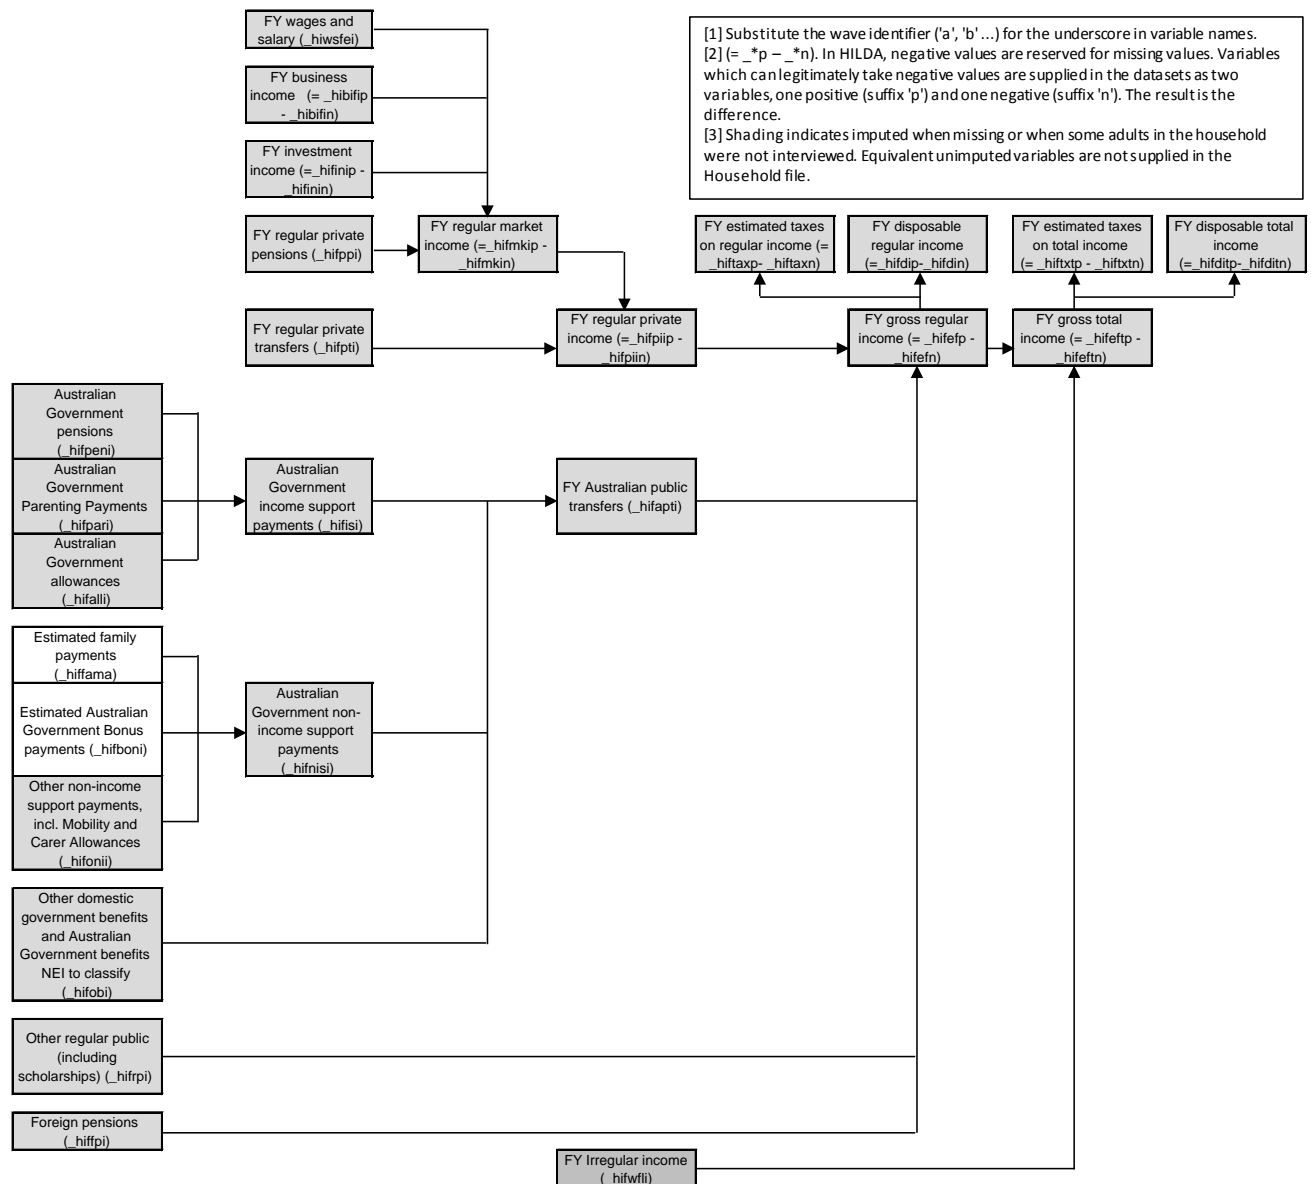 FY wages and
salary (_hiwsfei)
FY business
income (= _hibifip
- _hibifin)
FY investment
income (=_hifinip -
_hifinin)
[1] Substitute the wave identifier ('a', 'b' ...) for the underscore in variable names.
[2] (= _*p – _*n). In HILDA, negative values are reserved for missing values. Variables
which can legitimately take negative values are supplied in the datasets as two
variables, one positive (suffix 'p') and one negative (suffix 'n'). The result is the
difference.
[3] Shading indicates imputed when missing or when some adults in the household
were not interviewed. Equivalent unimputed variables are not supplied in the
Household file.
FY regular private
pensions (_hifppi)
FY regular market
income (=_hifmkip -
_hifmkin)
FY estimated taxes
on regular income (=
_hiftaxp- _hiftaxn)
FY disposable
regular income
(=_hifdip-_hifdin)
FY estimated taxes
on total income
(= _hiftxtp - _hiftxtn)
FY disposable total
income
(=_hifditp-_hifditn)
FY regular private
transfers (_hifpti)
FY regular private
income (=_hifpiip -
_hifpiin)
FY gross regular
income (= _hifefp -
_hifefn)
FY gross total
income (= _hifeftp -
_hifeftn)
Australian
Government
pensions
(_hifpeni)
Australian
Government
Parenting Payments
(_hifpari)
Australian
Government
allowances
(_hifalli)
Australian
Government
income support
payments (_hifisi)
FY Australian public
transfers (_hifapti)
Estimated family
payments
(_hiffama)
Estimated Australian
Government Bonus
payments (_hifboni)
Other non-income
support payments,
incl. Mobility and
Carer Allowances
(_hifonii)
Australian
Government non-
income support
payments
(_hifnisi)
Other domestic
government benefits
and Australian
Government benefits
NEI to classify
(_hifobi)
Other regular public
(including
scholarships) (_hifrpi)
Foreign pensions
(_hiffpi)
FY Irregular income
(_hifwfli)